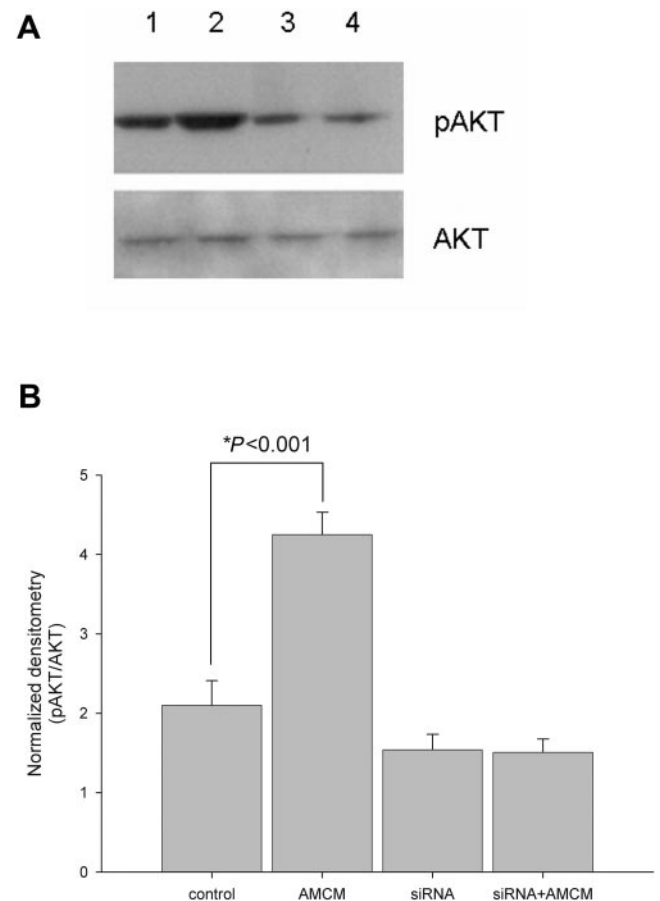 A
1 2 3 4
pAKT
AKT
B
*P<0.001
5
4
3
2
1
0
Normalized densitometry
(pAKT/AKT)
control AMCM siRNA siRNA+AMCM